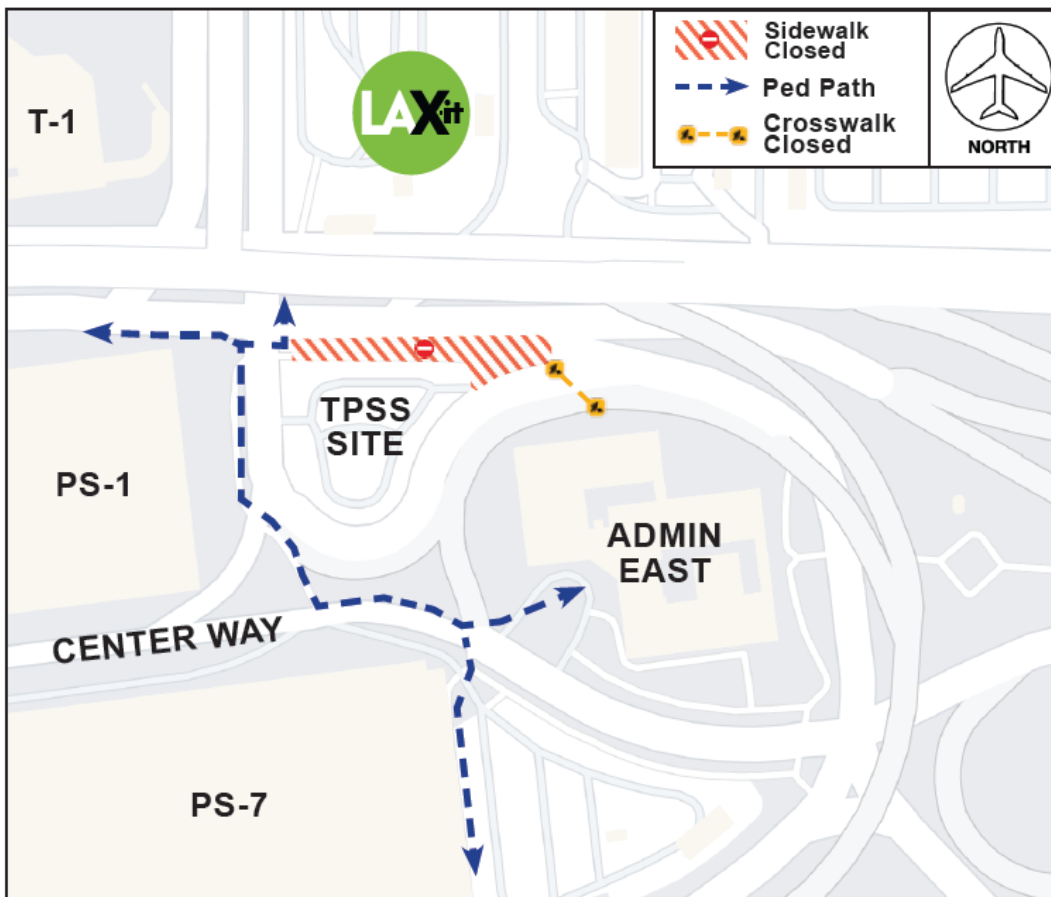 Sidewalk
Closed
Ped Path
Crosswalk
Closed
NORTH
T-1
LAX-it
TPSS
SITE
PS-1
ADMIN
EAST
CENTER WAY
PS-7